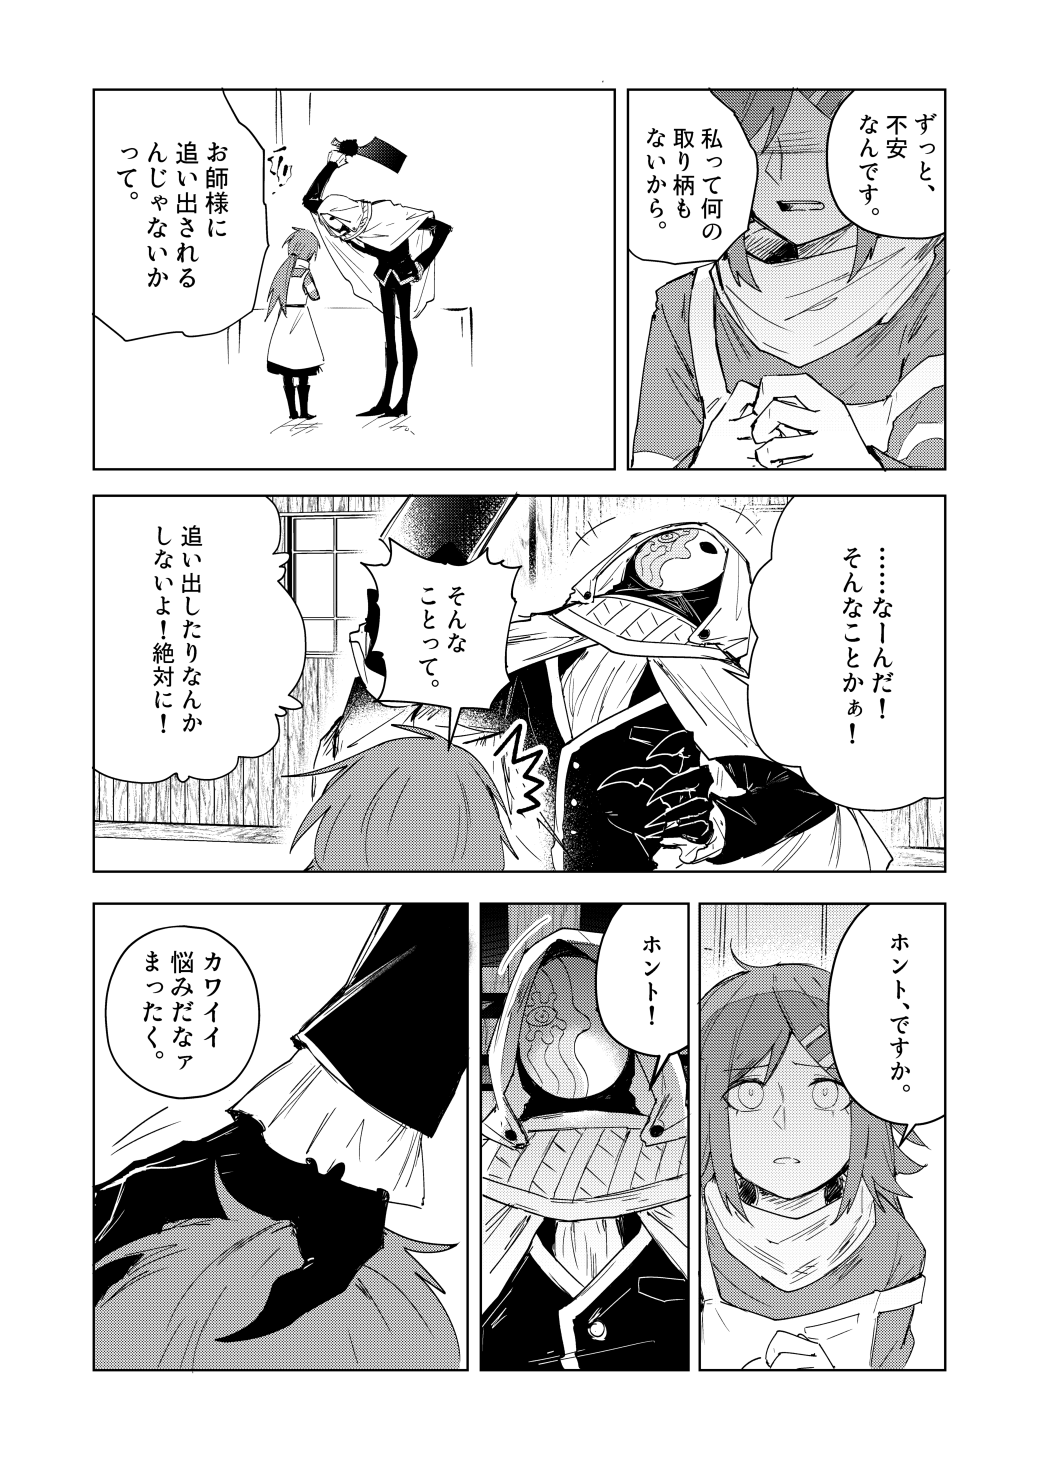 ずっと、
不安
なんです。
私って何の
取り柄も
ないから。
お師様に
追い出される
んじゃないか
って。
……なーんだ！
そんなことかぁ！
そんな
ことって。
追い出したりなんか
しないよ！絶対に！
ホント、ですか。
ホント！
カワイイ
悩みだなァ
まったく。